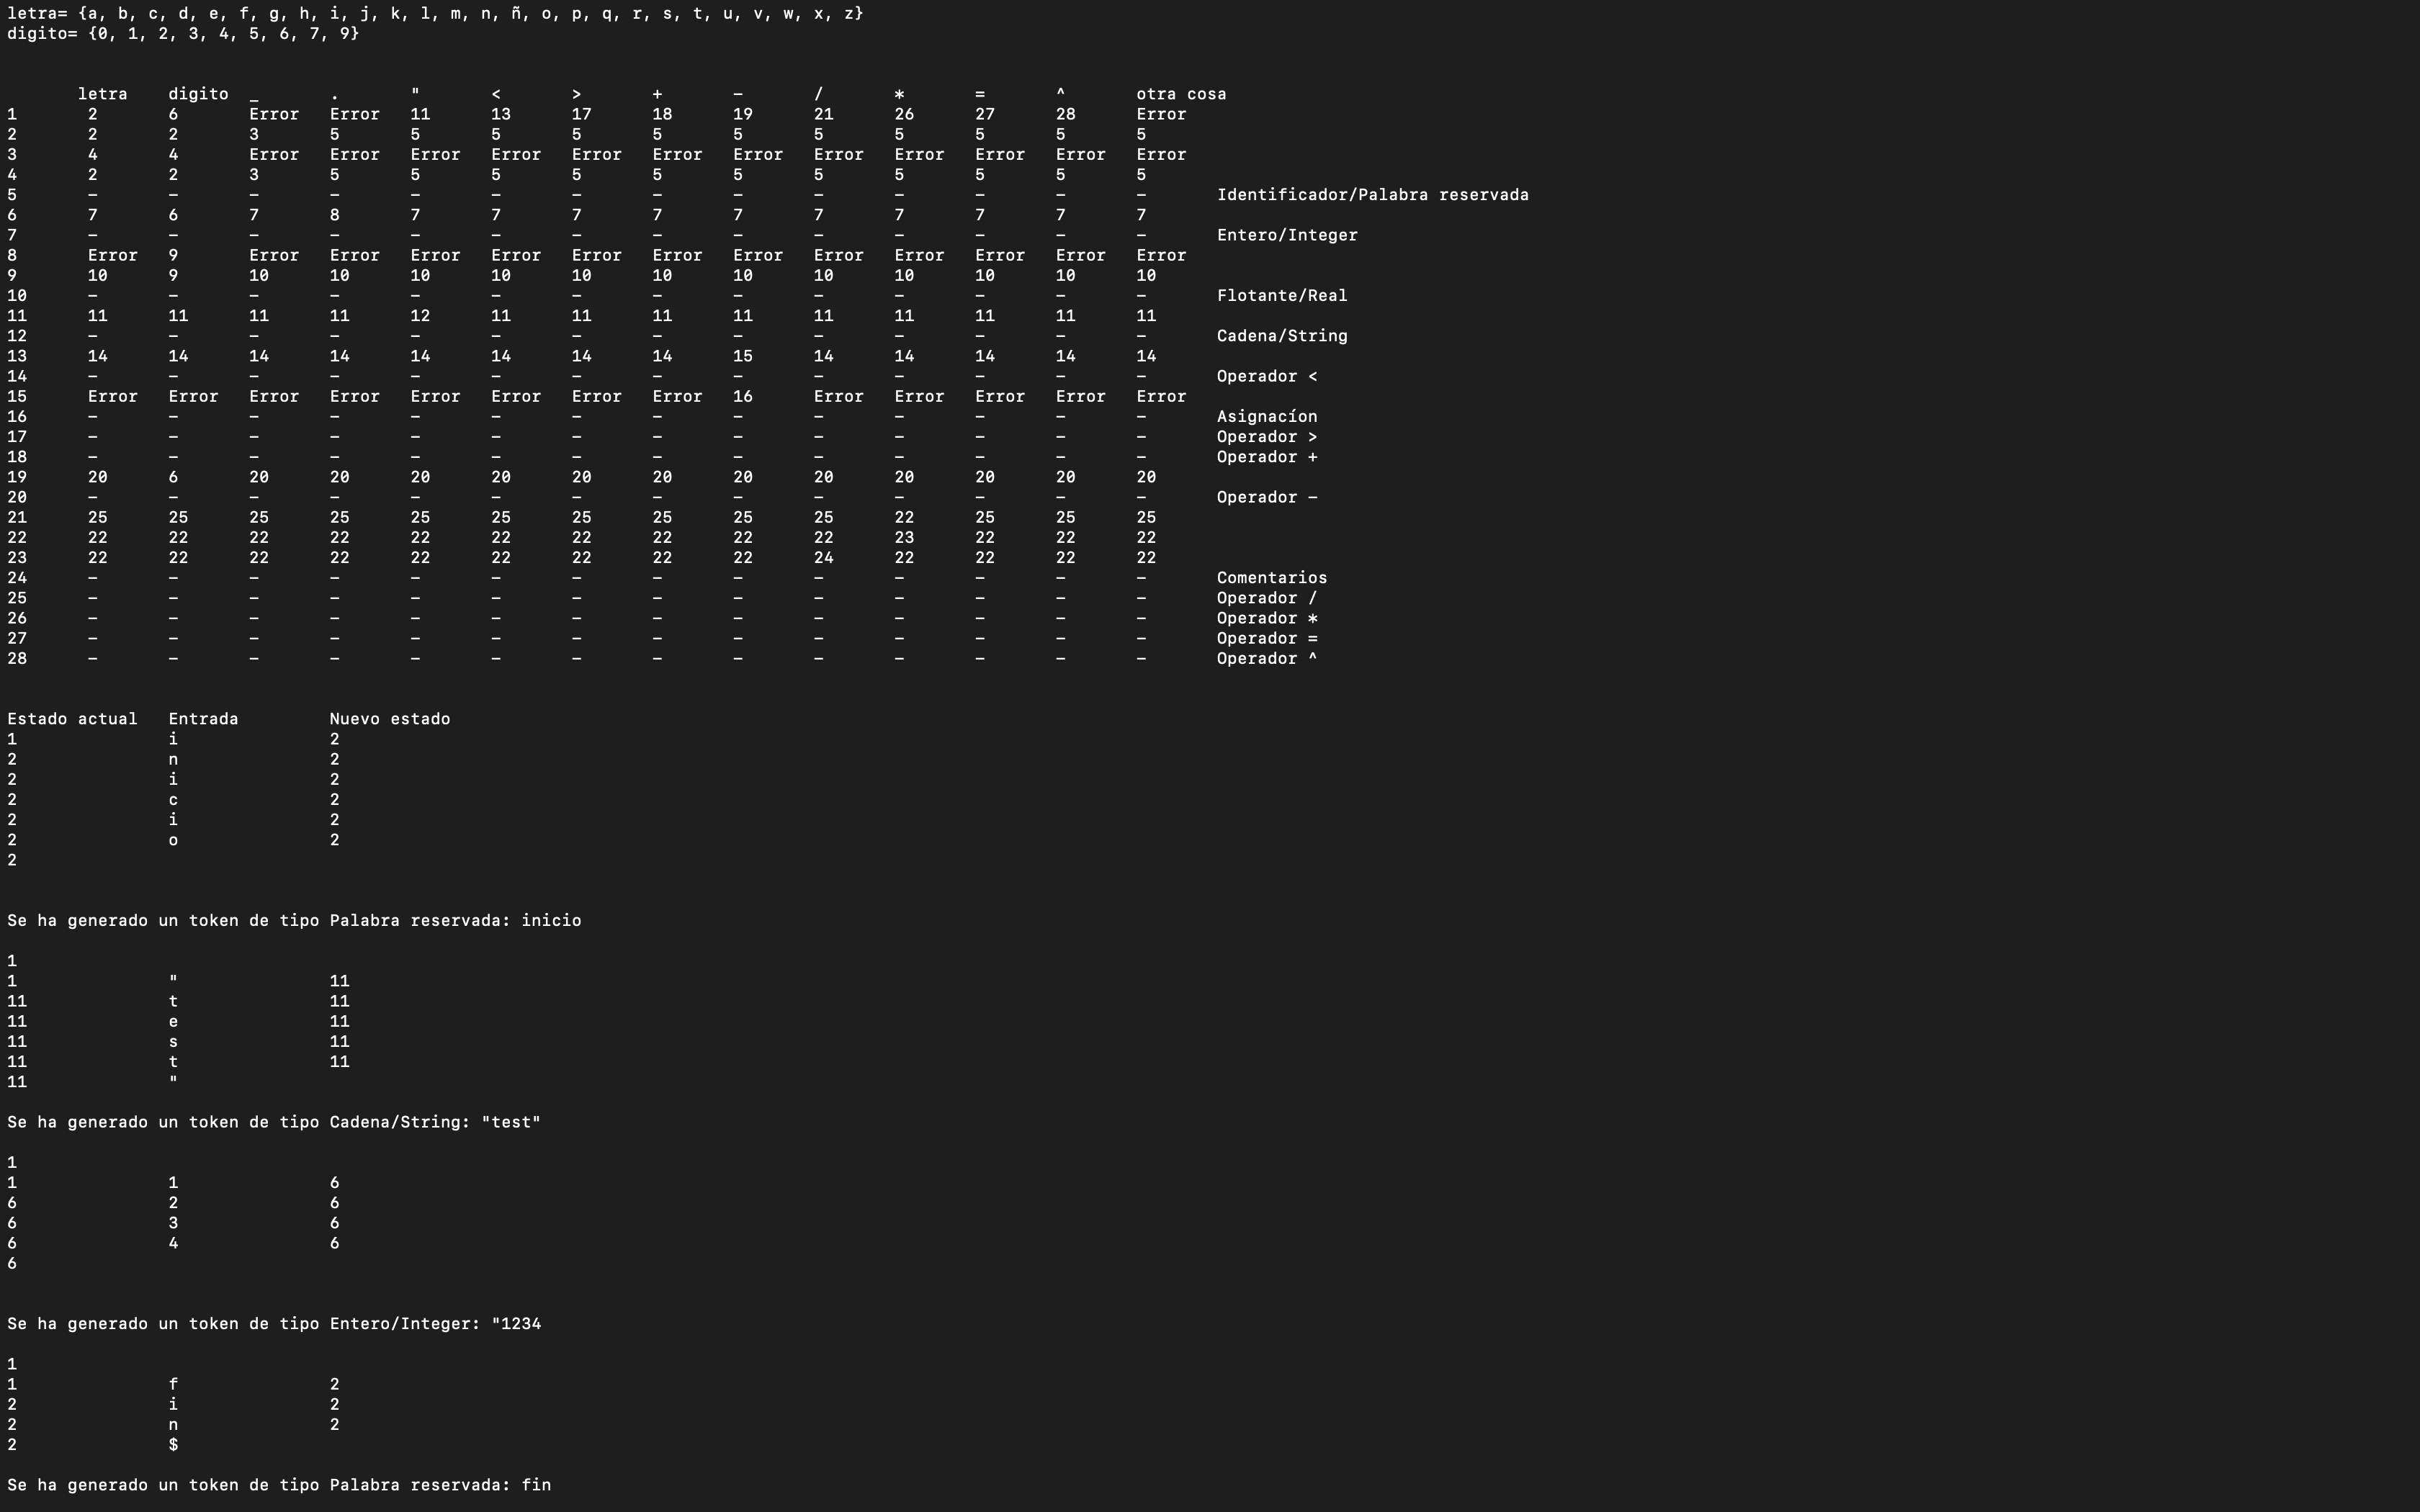 letra= {a, b, c, d, e, f, g, h, i, j, k, l, m, n, ñ, o, p, q, r, s, t, u, v, w, x, z}
digito= {0, 1, 2, 3, 4, 5, 6, 7, 9}
letra digito _ . " < > + - / * = ^ otra cosa
1 2 6 Error Error 11 13 17 18 19 21 26 27 28 Error
2 2 2 3 5 5 5 5 5 5 5 5 5 5 5
3 4 4 Error Error Error Error Error Error Error Error Error Error Error Error
4 2 2 3 5 5 5 5 5 5 5 5 5 5 5
5 - - - - - - - - - - - - - - Identificador/Palabra reservada
6 7 6 7 8 7 7 7 7 7 7 7 7 7 7
7 - - - - - - - - - - - - - - Entero/Integer
8 Error 9 Error Error Error Error Error Error Error Error Error Error Error Error
9 10 9 10 10 10 10 10 10 10 10 10 10 10 10
10 - - - - - - - - - - - - - - Flotante/Real
11 11 11 11 11 12 11 11 11 11 11 11 11 11 11
12 - - - - - - - - - - - - - - Cadena/String
13 14 14 14 14 14 14 14 14 15 14 14 14 14 14
14 - - - - - - - - - - - - - - Operador <
15 Error Error Error Error Error Error Error Error 16 Error Error Error Error Error
16 - - - - - - - - - - - - - - Asignacíon
17 - - - - - - - - - - - - - - Operador >
18 - - - - - - - - - - - - - - Operador +
19 20 6 20 20 20 20 20 20 20 20 20 20 20 20
20 - - - - - - - - - - - - - - Operador -
21 25 25 25 25 25 25 25 25 25 25 22 25 25 25
22 22 22 22 22 22 22 22 22 22 22 23 22 22 22
23 22 22 22 22 22 22 22 22 22 24 22 22 22 22
24 - - - - - - - - - - - - - - Comentarios
25 - - - - - - - - - - - - - - Operador /
26 - - - - - - - - - - - - - - Operador *
27 - - - - - - - - - - - - - - Operador =
28 - - - - - - - - - - - - - - Operador ^
Estado actual Entrada Nuevo estado
1 i 2
2 n 2
2 i 2
2 c 2
2 i 2
2 o 2
2
Se ha generado un token de tipo Palabra reservada: inicio
1
1 " 11
11 t 11
11 e 11
11 s 11
11 t 11
11 "
Se ha generado un token de tipo Cadena/String: "test"
1
1 1 6
6 2 6
6 3 6
6 4 6
6
Se ha generado un token de tipo Entero/Integer: "1234
1
1 f 2
2 i 2
2 n 2
2 $
Se ha generado un token de tipo Palabra reservada: fin